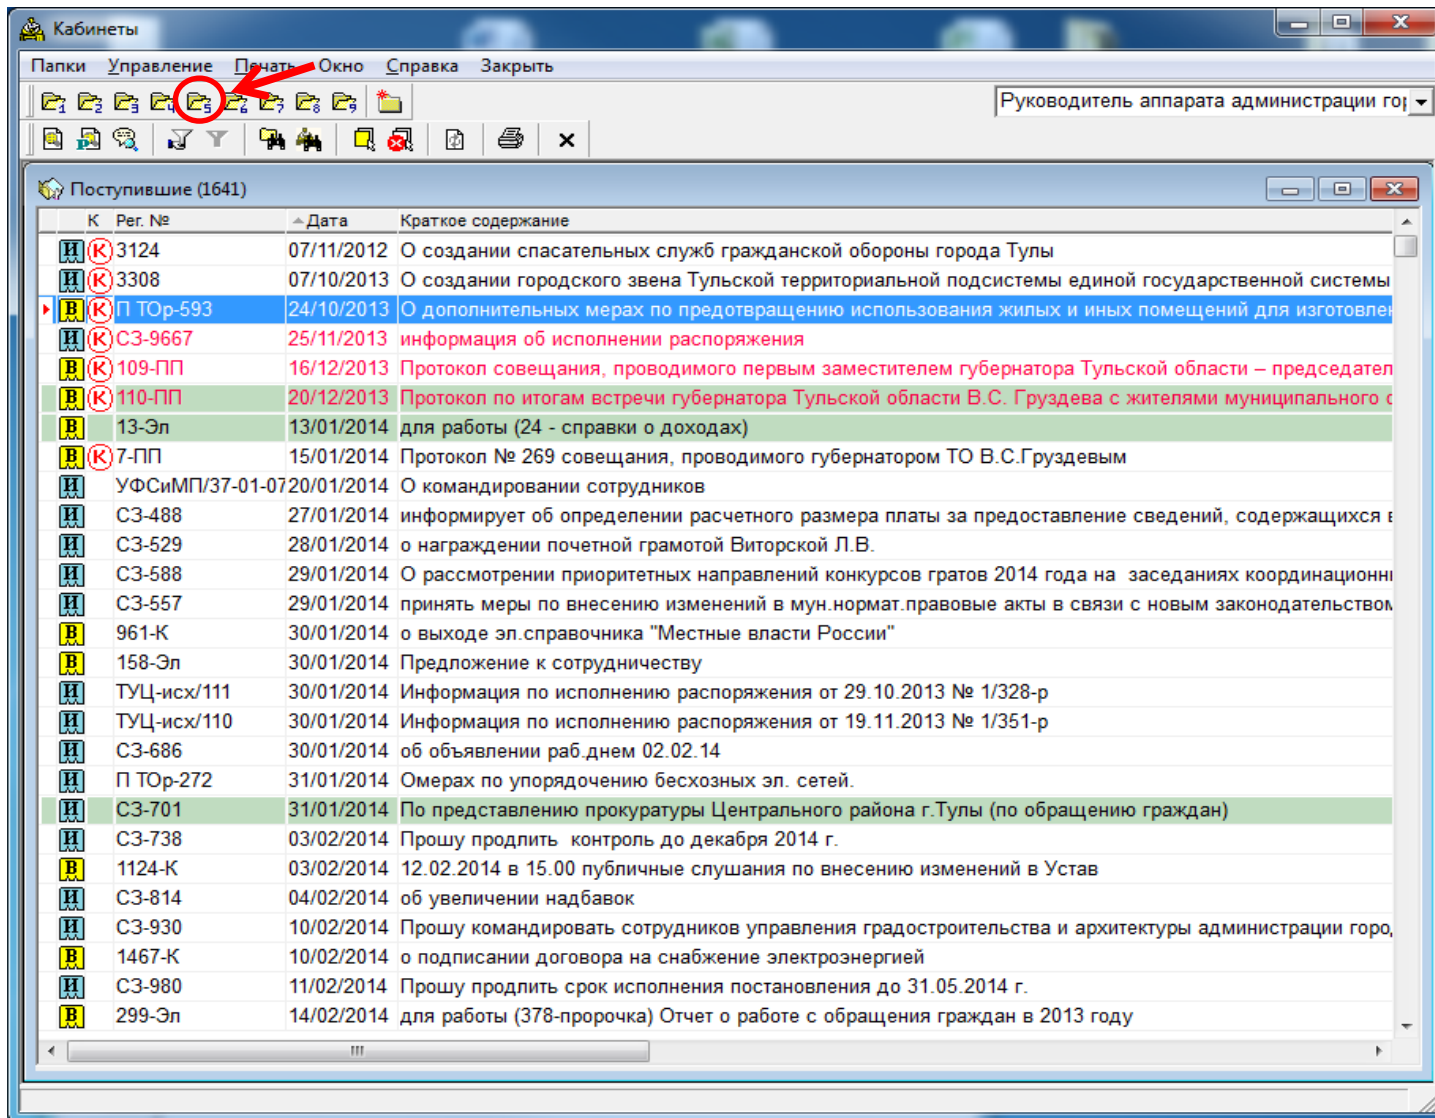 Кабинеты
Папки Управление Печать Окно Справка Закрыть
1 2 3 4 5 6 7 8 9 Руководитель аппарата администрации гор
Поступившие (1641)
К Рег. № Дата Краткое содержание
И К 3124 07/11/2012 О создании спасательных служб гражданской обороны города Тулы
И К 3308 07/10/2013 О создании городского звена Тульской территориальной подсистемы единой государственной системы
В К П ТОр-593 24/10/2013 О дополнительных мерах по предотвращению использования жилых и иных помещений для изготовлен
И К СЗ-9667 25/11/2013 информация об исполнении распоряжения
В К 109-ПП 16/12/2013 Протокол совещания, проводимого первым заместителем губернатора Тульской области – председател
В К 110-ПП 20/12/2013 Протокол по итогам встречи губернатора Тульской области В.С. Груздева с жителями муниципального о
В 13-Эл 13/01/2014 для работы (24 - справки о доходах)
В К 7-ПП 15/01/2014 Протокол № 269 совещания, проводимого губернатором ТО В.С.Груздевым
И УФСиМП/37-01-07 20/01/2014 О командировании сотрудников
И СЗ-488 27/01/2014 информирует об определении расчетного размера платы за предоставление сведений, содержащихся в
И СЗ-529 28/01/2014 о награждении почетной грамотой Виторской Л.В.
И СЗ-588 29/01/2014 О рассмотрении приоритетных направлений конкурсов гратов 2014 года на заседаниях координационн
И СЗ-557 29/01/2014 принять меры по внесению изменений в мун.нормат.правовые акты в связи с новым законодательством
В 961-К 30/01/2014 о выходе эл.справочника "Местные власти России"
В 158-Эл 30/01/2014 Предложение к сотрудничеству
И ТУЦ-исх/111 30/01/2014 Информация по исполнению распоряжения от 29.10.2013 № 1/328-р
И ТУЦ-исх/110 30/01/2014 Информация по исполнению распоряжения от 19.11.2013 № 1/351-р
И СЗ-686 30/01/2014 об объявлении раб.днем 02.02.14
И П ТОр-272 31/01/2014 Омерах по упорядочению бесхозных эл. сетей.
И СЗ-701 31/01/2014 По представлению прокуратуры Центрального района г.Тулы (по обращению граждан)
И СЗ-738 03/02/2014 Прошу продлить контроль до декабря 2014 г.
В 1124-К 03/02/2014 12.02.2014 в 15.00 публичные слушания по внесению изменений в Устав
И СЗ-814 04/02/2014 об увеличении надбавок
И СЗ-930 10/02/2014 Прошу командировать сотрудников управления градостроительства и архитектуры администрации горо
В 1467-К 10/02/2014 о подписании договора на снабжение электроэнергией
И СЗ-980 11/02/2014 Прошу продлить срок исполнения постановления до 31.05.2014 г.
В 299-Эл 14/02/2014 для работы (378-пророчка) Отчет о работе с обращения граждан в 2013 году